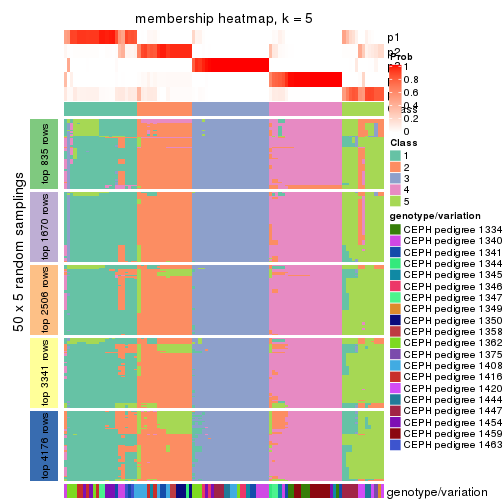 membership heatmap, k = 5
p1
p2
Prob
1
0.8
0.6
0.4
0.2
0
Class
1
2
3
4
5
genotype/variation
CEPH pedigree 1334
CEPH pedigree 1340
CEPH pedigree 1341
CEPH pedigree 1344
CEPH pedigree 1345
CEPH pedigree 1346
CEPH pedigree 1347
CEPH pedigree 1349
CEPH pedigree 1350
CEPH pedigree 1358
CEPH pedigree 1362
CEPH pedigree 1375
CEPH pedigree 1408
CEPH pedigree 1416
CEPH pedigree 1420
CEPH pedigree 1444
CEPH pedigree 1447
CEPH pedigree 1454
CEPH pedigree 1459
CEPH pedigree 1463
50 x 5 random samplings
top 835 rows
top 1670 rows
top 2506 rows
top 3341 rows
top 4176 rows
genotype/variation